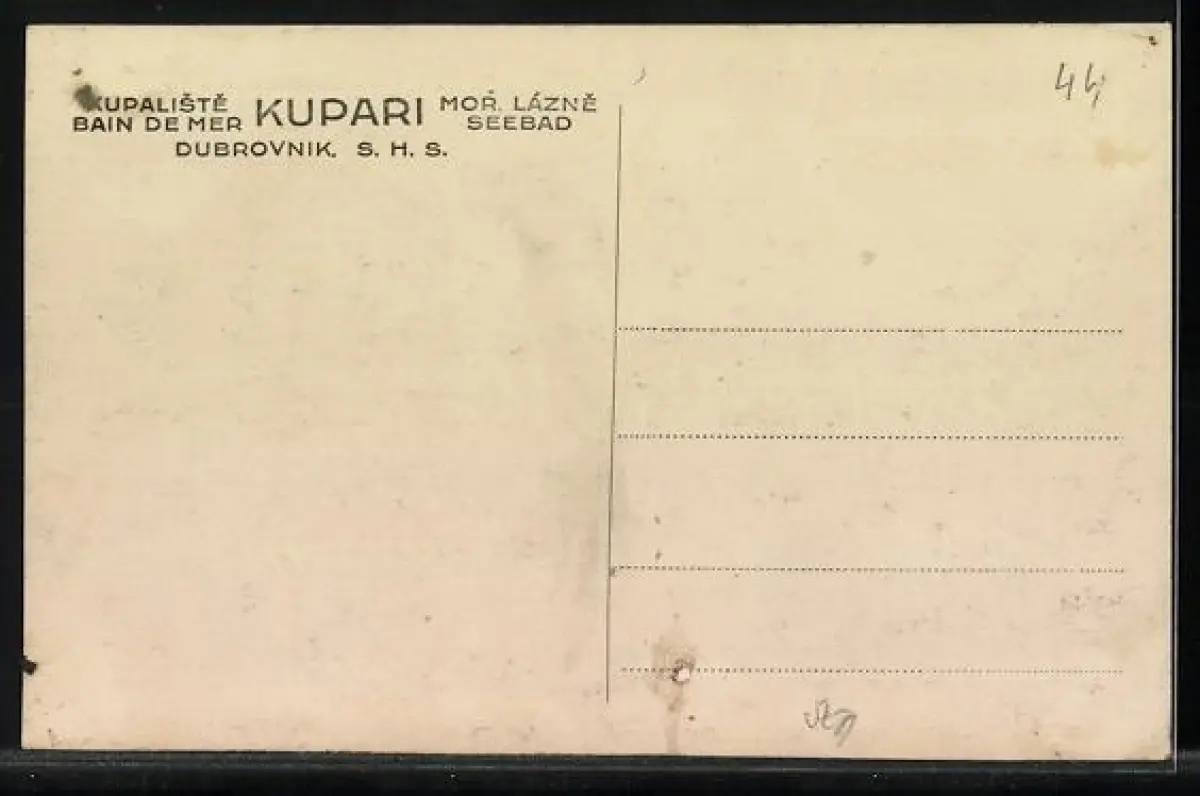 KUPALIŠTĚ KUPARI MOŘ. LÁZNĚ
BAIN DE MER SEEBAD
DUBROVNIK. S. H. S.
44